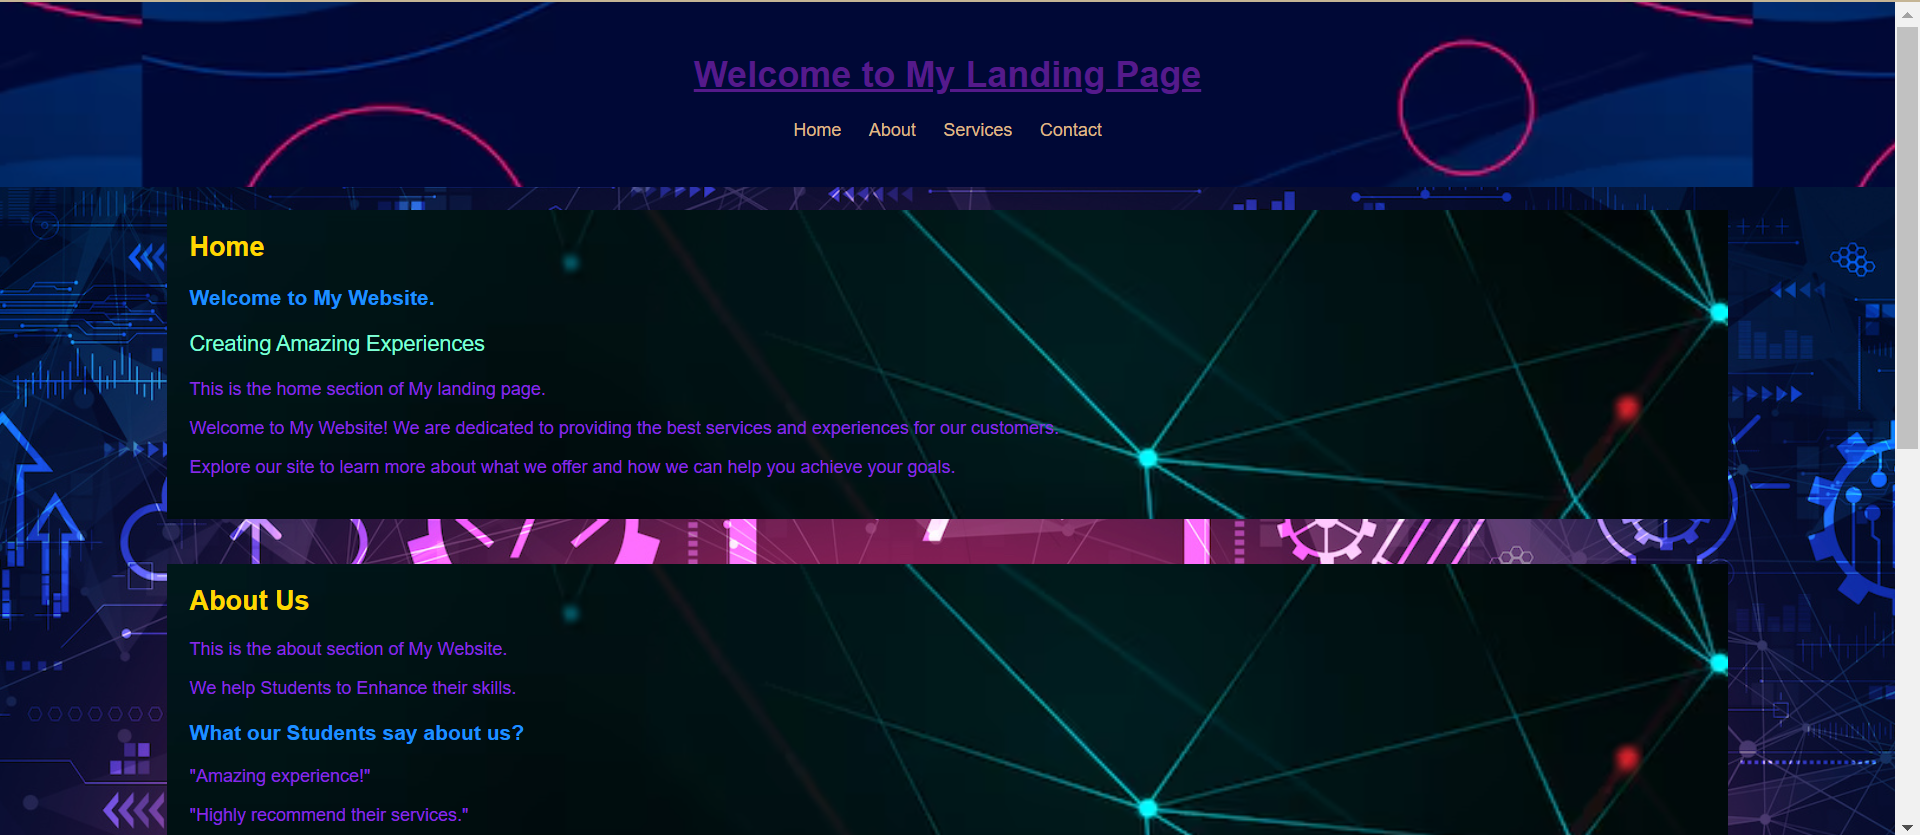 Welcome to My Landing Page
Home About Services Contact
Home
Welcome to My Website.
Creating Amazing Experiences
This is the home section of My landing page.
Welcome to My Website! We are dedicated to providing the best services and experiences for our customers.
Explore our site to learn more about what we offer and how we can help you achieve your goals.
About Us
This is the about section of My Website.
We help Students to Enhance their skills.
What our Students say about us?
"Amazing experience!"
"Highly recommend their services."